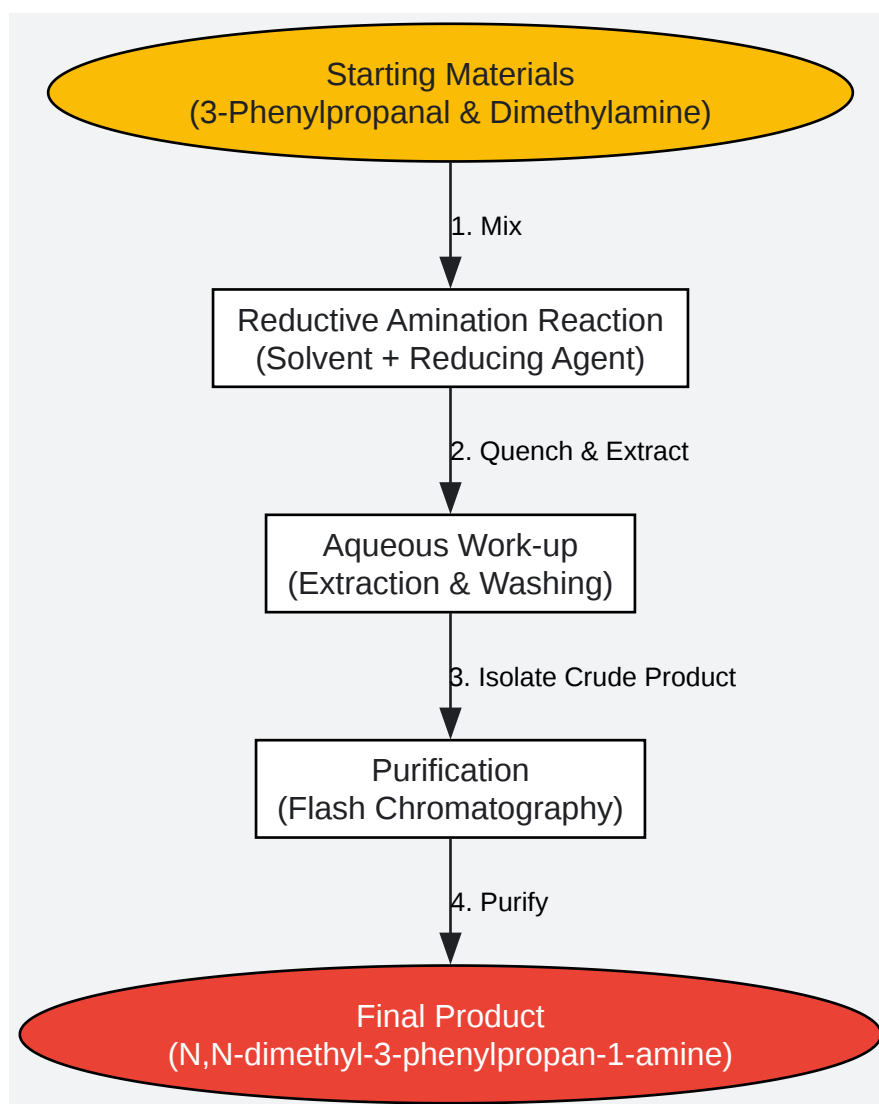 Starting Materials
(3-Phenylpropanal & Dimethylamine)
1. Mix
Reductive Amination Reaction
(Solvent + Reducing Agent)
2. Quench & Extract
Aqueous Work-up
(Extraction & Washing)
3. Isolate Crude Product
Purification
(Flash Chromatography)
4. Purify
Final Product
(N,N-dimethyl-3-phenylpropan-1-amine)